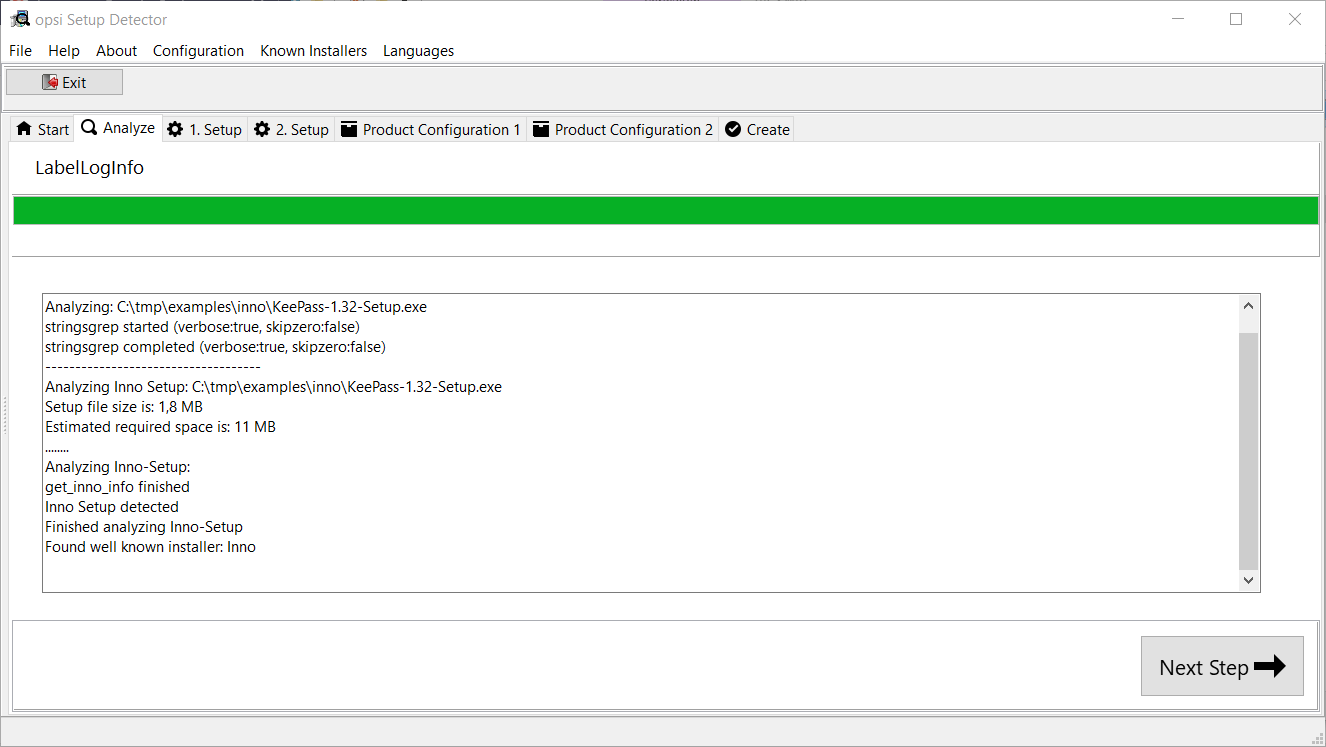 opsi Setup Detector
File Help About Configuration Known Installers Languages
Exit
Start Analyze 1. Setup 2. Setup Product Configuration 1 Product Configuration 2 Create
LabelLogInfo
Analyzing: C:\tmp\examples\inno\KeePass-1.32-Setup.exe
stringsgrep started (verbose:true, skipzero:false)
stringsgrep completed (verbose:true, skipzero:false)
------------------------------------
Analyzing Inno Setup: C:\tmp\examples\inno\KeePass-1.32-Setup.exe
Setup file size is: 1,8 MB
Estimated required space is: 11 MB
........
Analyzing Inno-Setup:
get_inno_info finished
Inno Setup detected
Finished analyzing Inno-Setup
Found well known installer: Inno
Next Step